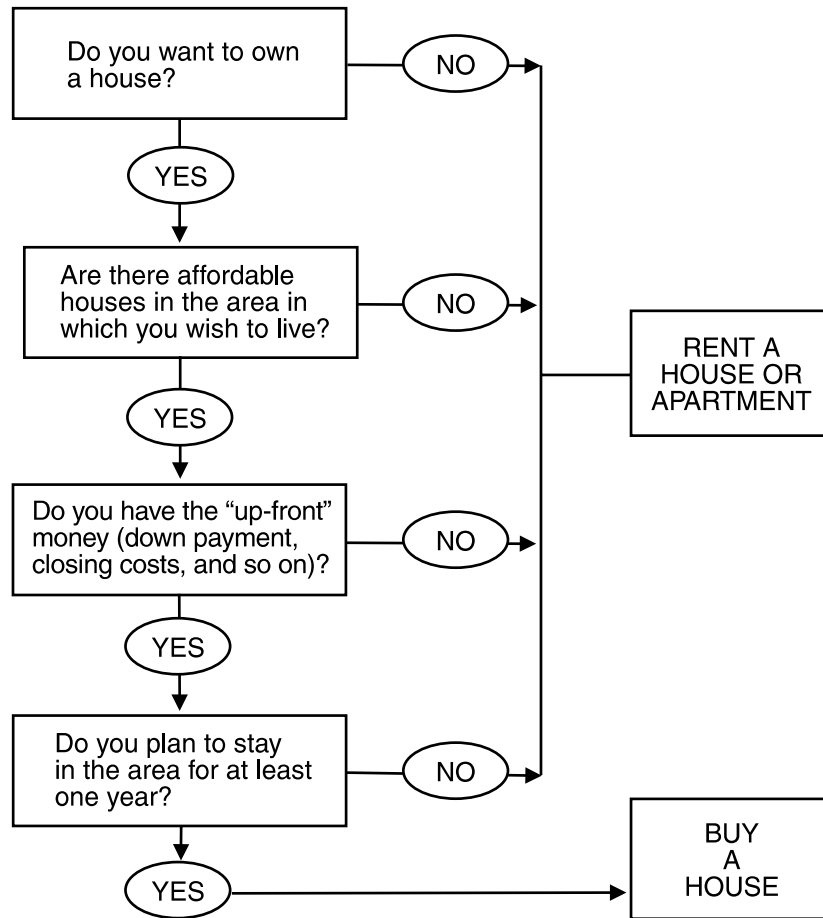 Do you want to own
a house?
NO
YES
Are there affordable
houses in the area in
which you wish to live?
NO
YES
RENT A
HOUSE OR
APARTMENT
Do you have the “up-front”
money (down payment,
closing costs, and so on)?
NO
YES
Do you plan to stay
in the area for at least
one year?
NO
YES
BUY
A
HOUSE